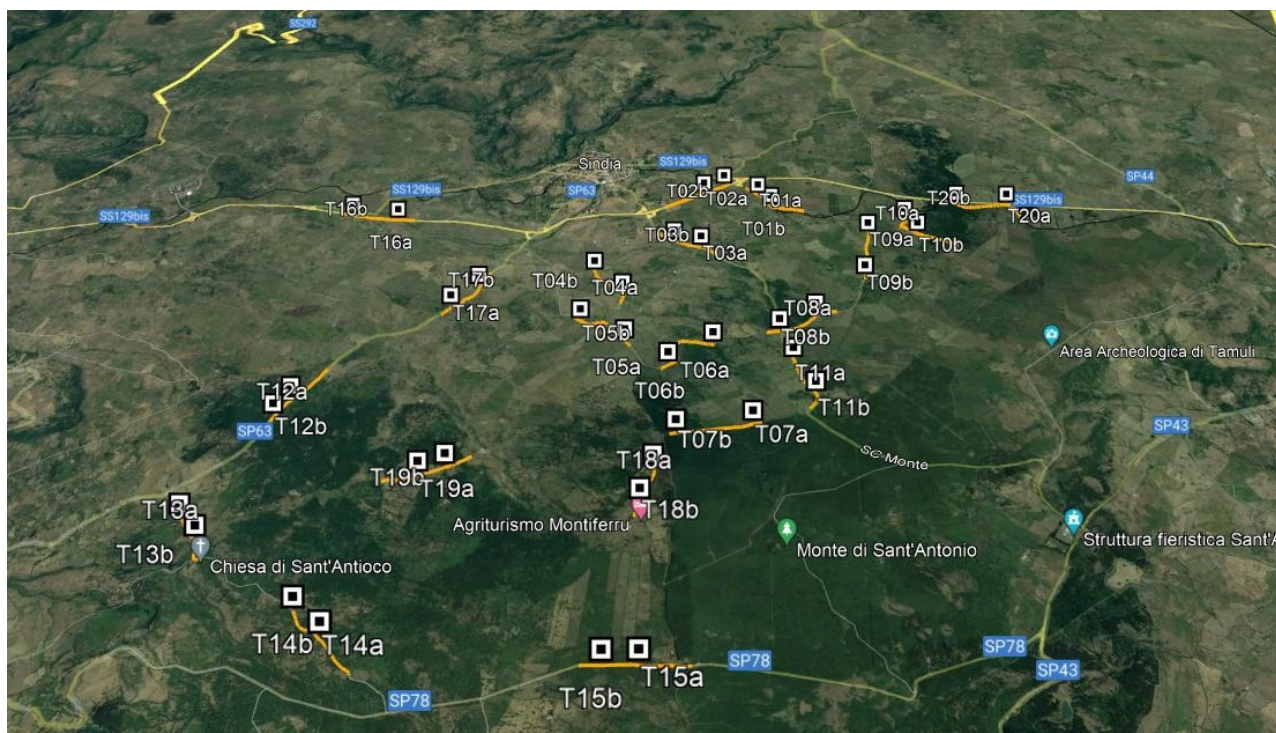 SS292
Sindia
SS129bis
SP44
SP63
SS129bis
SS129bis
SS129bis
T02b
T02a
T01a
T01b
T20b
T20a
T16b
T16a
T10a
T09a
T10b
T03b
T03a
T09b
T04b
T04a
T17b
T17a
T08a
T05b
T08b
T05a
T06a
T06b
Area Archeologica di Tamuli
T11a
T11b
T12a
T12b
SP63
SP43
T07b
T07a
SC Monte
T18a
T19b
T19a
T18b
T13a
T13b
Agriturismo Montiferru
Monte di Sant'Antonio
Struttura fieristica Sant'A
Chiesa di Sant'Antioco
T14b
T14a
SP78
SP78
SP43
T15a
T15b
SP78